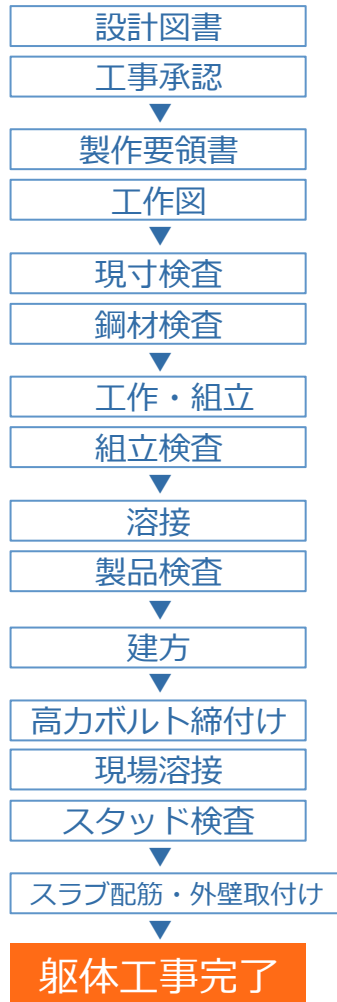 設計図書
工事承認
▼
製作要領書
工作図
▼
現寸検査
鋼材検査
▼
工作・組立
組立検査
▼
溶接
製品検査
▼
建方
▼
高力ボルト締付け
現場溶接
スタッド検査
▼
スラブ配筋・外壁取付け
▼
躯体工事完了